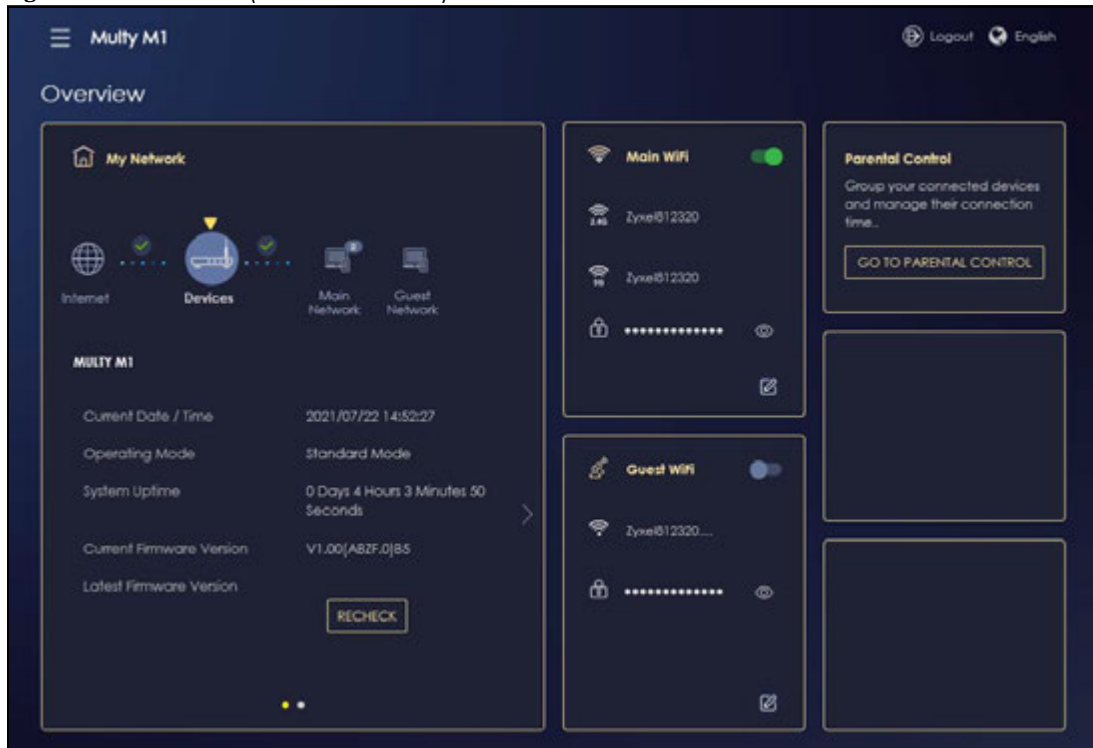 Multy M1
Logout English
Overview
My Network
Internet
Devices
Main Network
Guest Network
MULTY M1
Current Date / Time 2021/07/22 14:52:27
Operating Mode Standard Mode
System Uptime 0 Days 4 Hours 3 Minutes 50
Seconds
Current Firmware Version V1.00(ABZF.0)B5
Latest Firmware Version
RECHECK
Main WiFi
2.4G Zyxel812320
5G Zyxel812320
•••••••••••••
Guest WiFi
Zyxel812320....
•••••••••••••
Parental Control
Group your connected devices
and manage their connection
time..
GO TO PARENTAL CONTROL